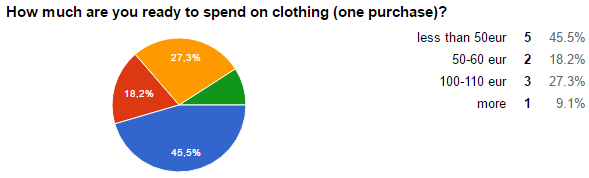 How much are you ready to spend on clothing (one purchase)?
less than 50eur 5 45.5%
50-60 eur 2 18.2%
100-110 eur 3 27.3%
more 1 9.1%
27,3%
18,2%
45,5%